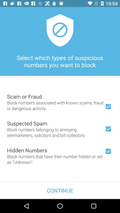 10:54
Select which types of suspicious
numbers you want to block
Scam or Fraud
Block numbers associated with known scams, fraud
or dangerous activity.
Suspected Spam
Block numbers belonging to annoying
telemarketers, solicitors and bill collectors.
Hidden Numbers
Block numbers that have their number hidden or are
as "Unknown".
CONTINUE